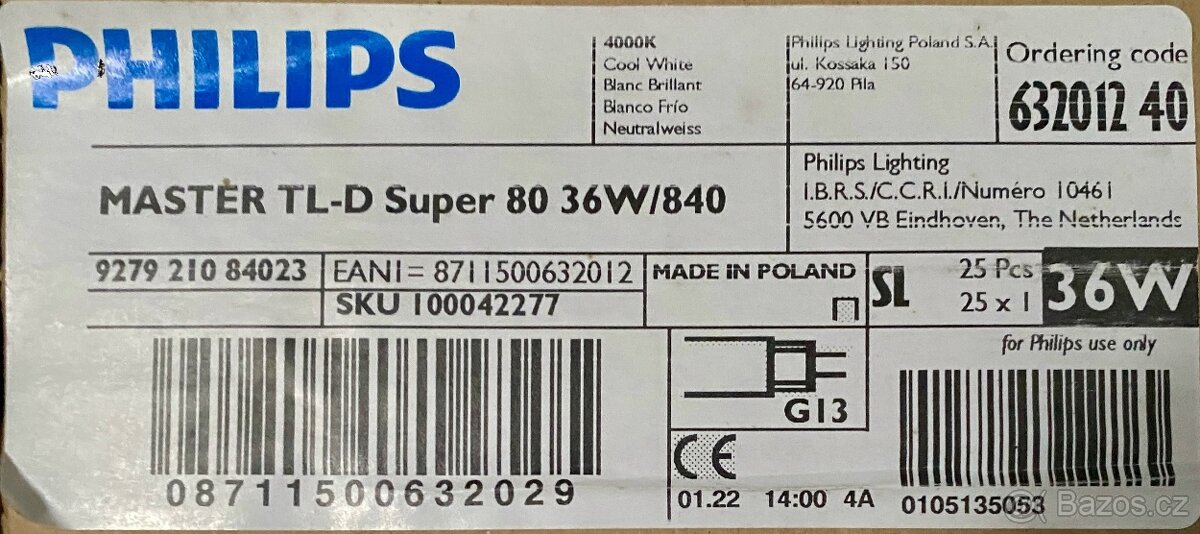 PHILIPS
4000K
Cool White
Blanc Brillant
Bianco Frío
Neutralweiss
Philips Lighting Poland S.A.
ul. Kossaka 150
64-920 Pila
Ordering code
632012 40
MASTER TL-D Super 80 36W/840
Philips Lighting
I.B.R.S./C.C.R.I./Numéro 10461
5600 VB Eindhoven, The Netherlands
9279 210 84023
EAN1= 8711500632012
SKU 100042277
MADE IN POLAND
SL
25 Pcs
25 x 1
36W
for Philips use only
G13
CE
08711500632029
01.22 14:00 4A
0105135053
Bazos.cz